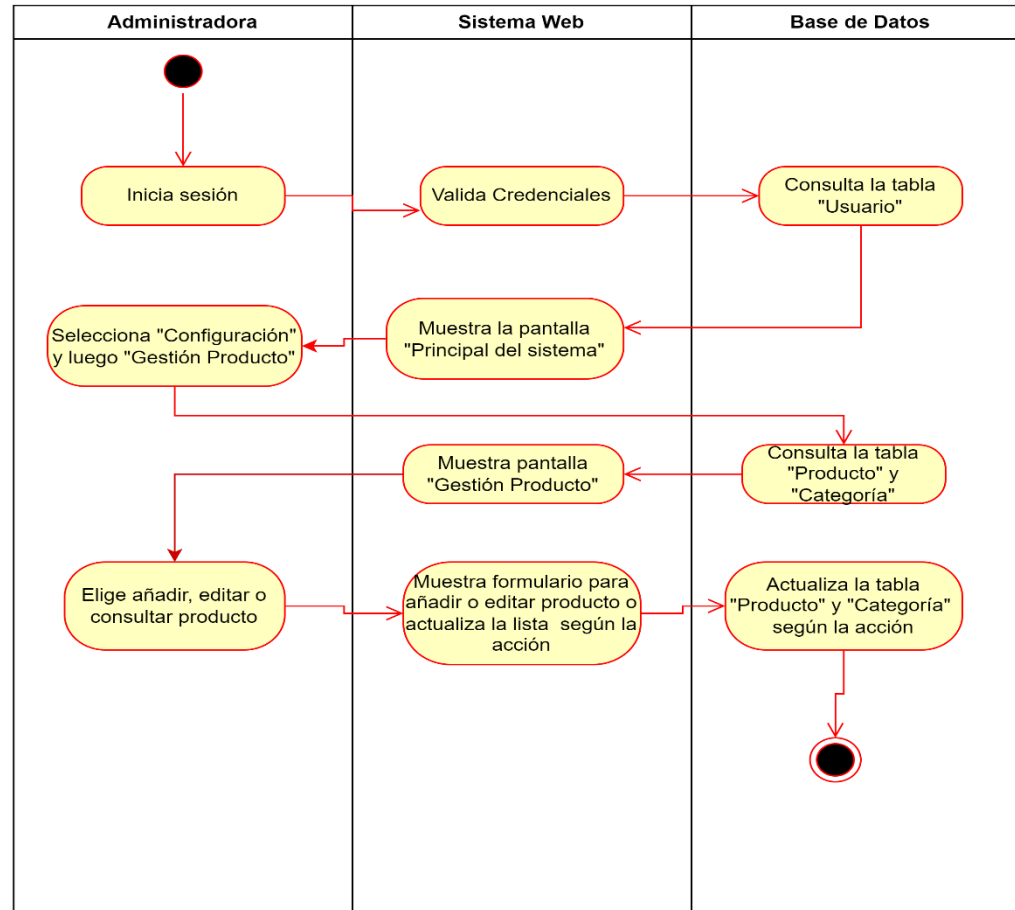 Administradora
Sistema Web
Base de Datos
Inicia sesión
Valida Credenciales
Consulta la tabla
"Usuario"
Muestra la pantalla
"Principal del sistema"
Selecciona "Configuración"
y luego "Gestión Producto"
Consulta la tabla
"Producto" y
"Categoría"
Muestra pantalla
"Gestión Producto"
Elige añadir, editar o
consultar producto
Muestra formulario para
añadir o editar producto o
actualiza la lista  según la
acción
Actualiza la tabla
"Producto" y "Categoría"
según la acción